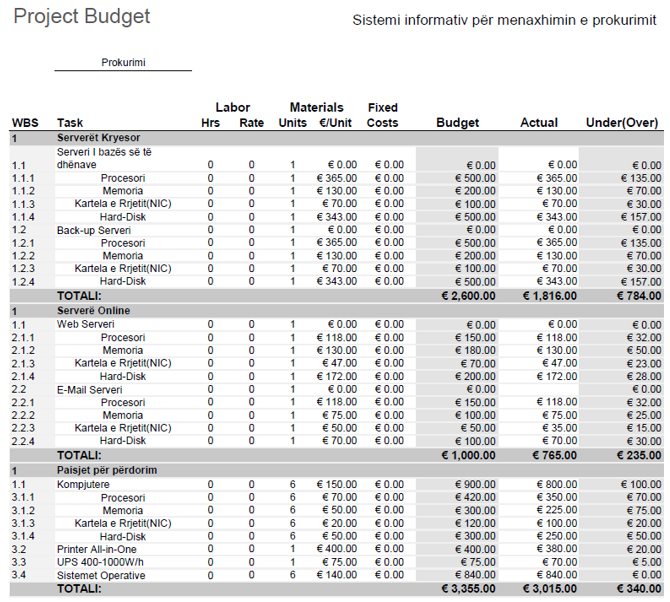 Project Budget
Sistemi informativ për menaxhimin e prokurimit
Prokurimi
Labor Materials Fixed
WBS Task Hrs Rate Units €/Unit Costs Budget Actual Under(Over)
1 Serverët Kryesor
Serveri I bazës së të
1.1 dhënave 0 0 1 € 0.00 € 0.00 € 0.00 € 0.00 € 0.00
1.1.1 Procesori 0 0 1 € 365.00 € 0.00 € 500.00 € 365.00 € 135.00
1.1.2 Memoria 0 0 1 € 130.00 € 0.00 € 200.00 € 130.00 € 70.00
1.1.3 Kartela e Rrjetit(NIC) 0 0 1 € 70.00 € 0.00 € 100.00 € 70.00 € 30.00
1.1.4 Hard-Disk 0 0 1 € 343.00 € 0.00 € 500.00 € 343.00 € 157.00
1.2 Back-up Serveri 0 0 1 € 0.00 € 0.00 € 0.00 € 0.00 € 0.00
1.2.1 Procesori 0 0 1 € 365.00 € 0.00 € 500.00 € 365.00 € 135.00
1.2.2 Memoria 0 0 1 € 130.00 € 0.00 € 200.00 € 130.00 € 70.00
1.2.3 Kartela e Rrjetit(NIC) 0 0 1 € 70.00 € 0.00 € 100.00 € 70.00 € 30.00
1.2.4 Hard-Disk 0 0 1 € 343.00 € 0.00 € 500.00 € 343.00 € 157.00
TOTALI: € 2,600.00 € 1,816.00 € 784.00
1 Serverë Online
1.1 Web Serveri 0 0 1 € 0.00 € 0.00 € 0.00 € 0.00 € 0.00
2.1.1 Procesori 0 0 1 € 118.00 € 0.00 € 150.00 € 118.00 € 32.00
2.1.2 Memoria 0 0 1 € 130.00 € 0.00 € 180.00 € 130.00 € 50.00
2.1.3 Kartela e Rrjetit(NIC) 0 0 1 € 47.00 € 0.00 € 70.00 € 47.00 € 23.00
2.1.4 Hard-Disk 0 0 1 € 172.00 € 0.00 € 200.00 € 172.00 € 28.00
2.2 E-Mail Serveri 0 0 1 € 0.00 € 0.00 € 0.00 € 0.00
2.2.1 Procesori 0 0 1 € 118.00 € 0.00 € 150.00 € 118.00 € 32.00
2.2.2 Memoria 0 0 1 € 75.00 € 0.00 € 100.00 € 75.00 € 25.00
2.2.3 Kartela e Rrjetit(NIC) 0 0 1 € 50.00 € 0.00 € 50.00 € 35.00 € 15.00
2.2.4 Hard-Disk 0 0 1 € 70.00 € 0.00 € 100.00 € 70.00 € 30.00
TOTALI: € 1,000.00 € 765.00 € 235.00
1 Paisjet për përdorim
1.1 Kompjutere 0 0 6 € 150.00 € 0.00 € 900.00 € 800.00 € 100.00
3.1.1 Procesori 0 0 6 € 70.00 € 0.00 € 420.00 € 350.00 € 70.00
3.1.2 Memoria 0 0 6 € 50.00 € 0.00 € 300.00 € 225.00 € 75.00
3.1.3 Kartela e Rrjetit(NIC) 0 0 6 € 20.00 € 0.00 € 120.00 € 100.00 € 20.00
3.1.4 Hard-Disk 0 0 6 € 50.00 € 0.00 € 300.00 € 250.00 € 50.00
3.2 Printer All-in-One 0 0 1 € 400.00 € 0.00 € 400.00 € 380.00 € 20.00
3.3 UPS 400-1000W/h 0 0 1 € 75.00 € 0.00 € 75.00 € 70.00 € 5.00
3.4 Sistemet Operative 0 0 6 € 140.00 € 0.00 € 840.00 € 840.00 € 0.00
TOTALI: € 3,355.00 € 3,015.00 € 340.00